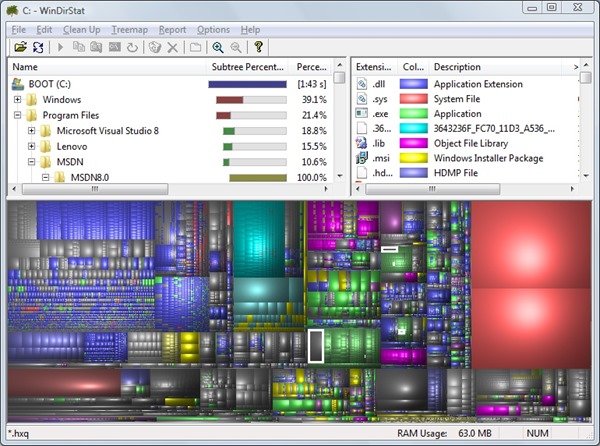 C: - WinDirStat
File Edit Clean Up Treemap Report Options Help
Name Subtree Percent... Perce...
BOOT (C:) [1:43 s]
Windows 39.1%
Program Files 21.4%
Microsoft Visual Studio 8 18.8%
Lenovo 15.5%
MSDN 10.6%
MSDN8.0 100.0%
Extensi... Col... Description >
.dll Application Extension
.sys System File
.exe Application
.36... 3643236F_FC70_11D3_A536_...
.lib Object File Library
.msi Windows Installer Package
.hd... HDMP File
*.hxq RAM Usage: 63.0 MB NUM